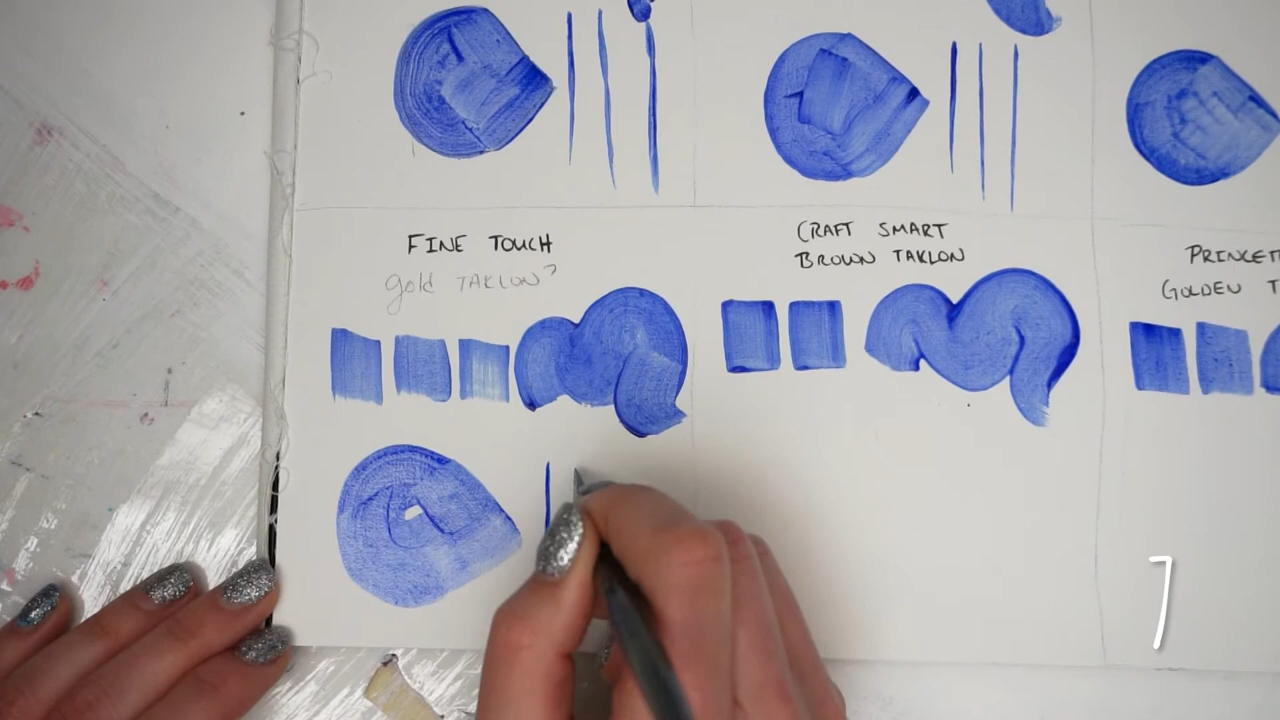 FINE TOUCH
gold TAKLON?
CRAFT SMART
BROWN TAKLON
PRINCET
GOLDEN T
7